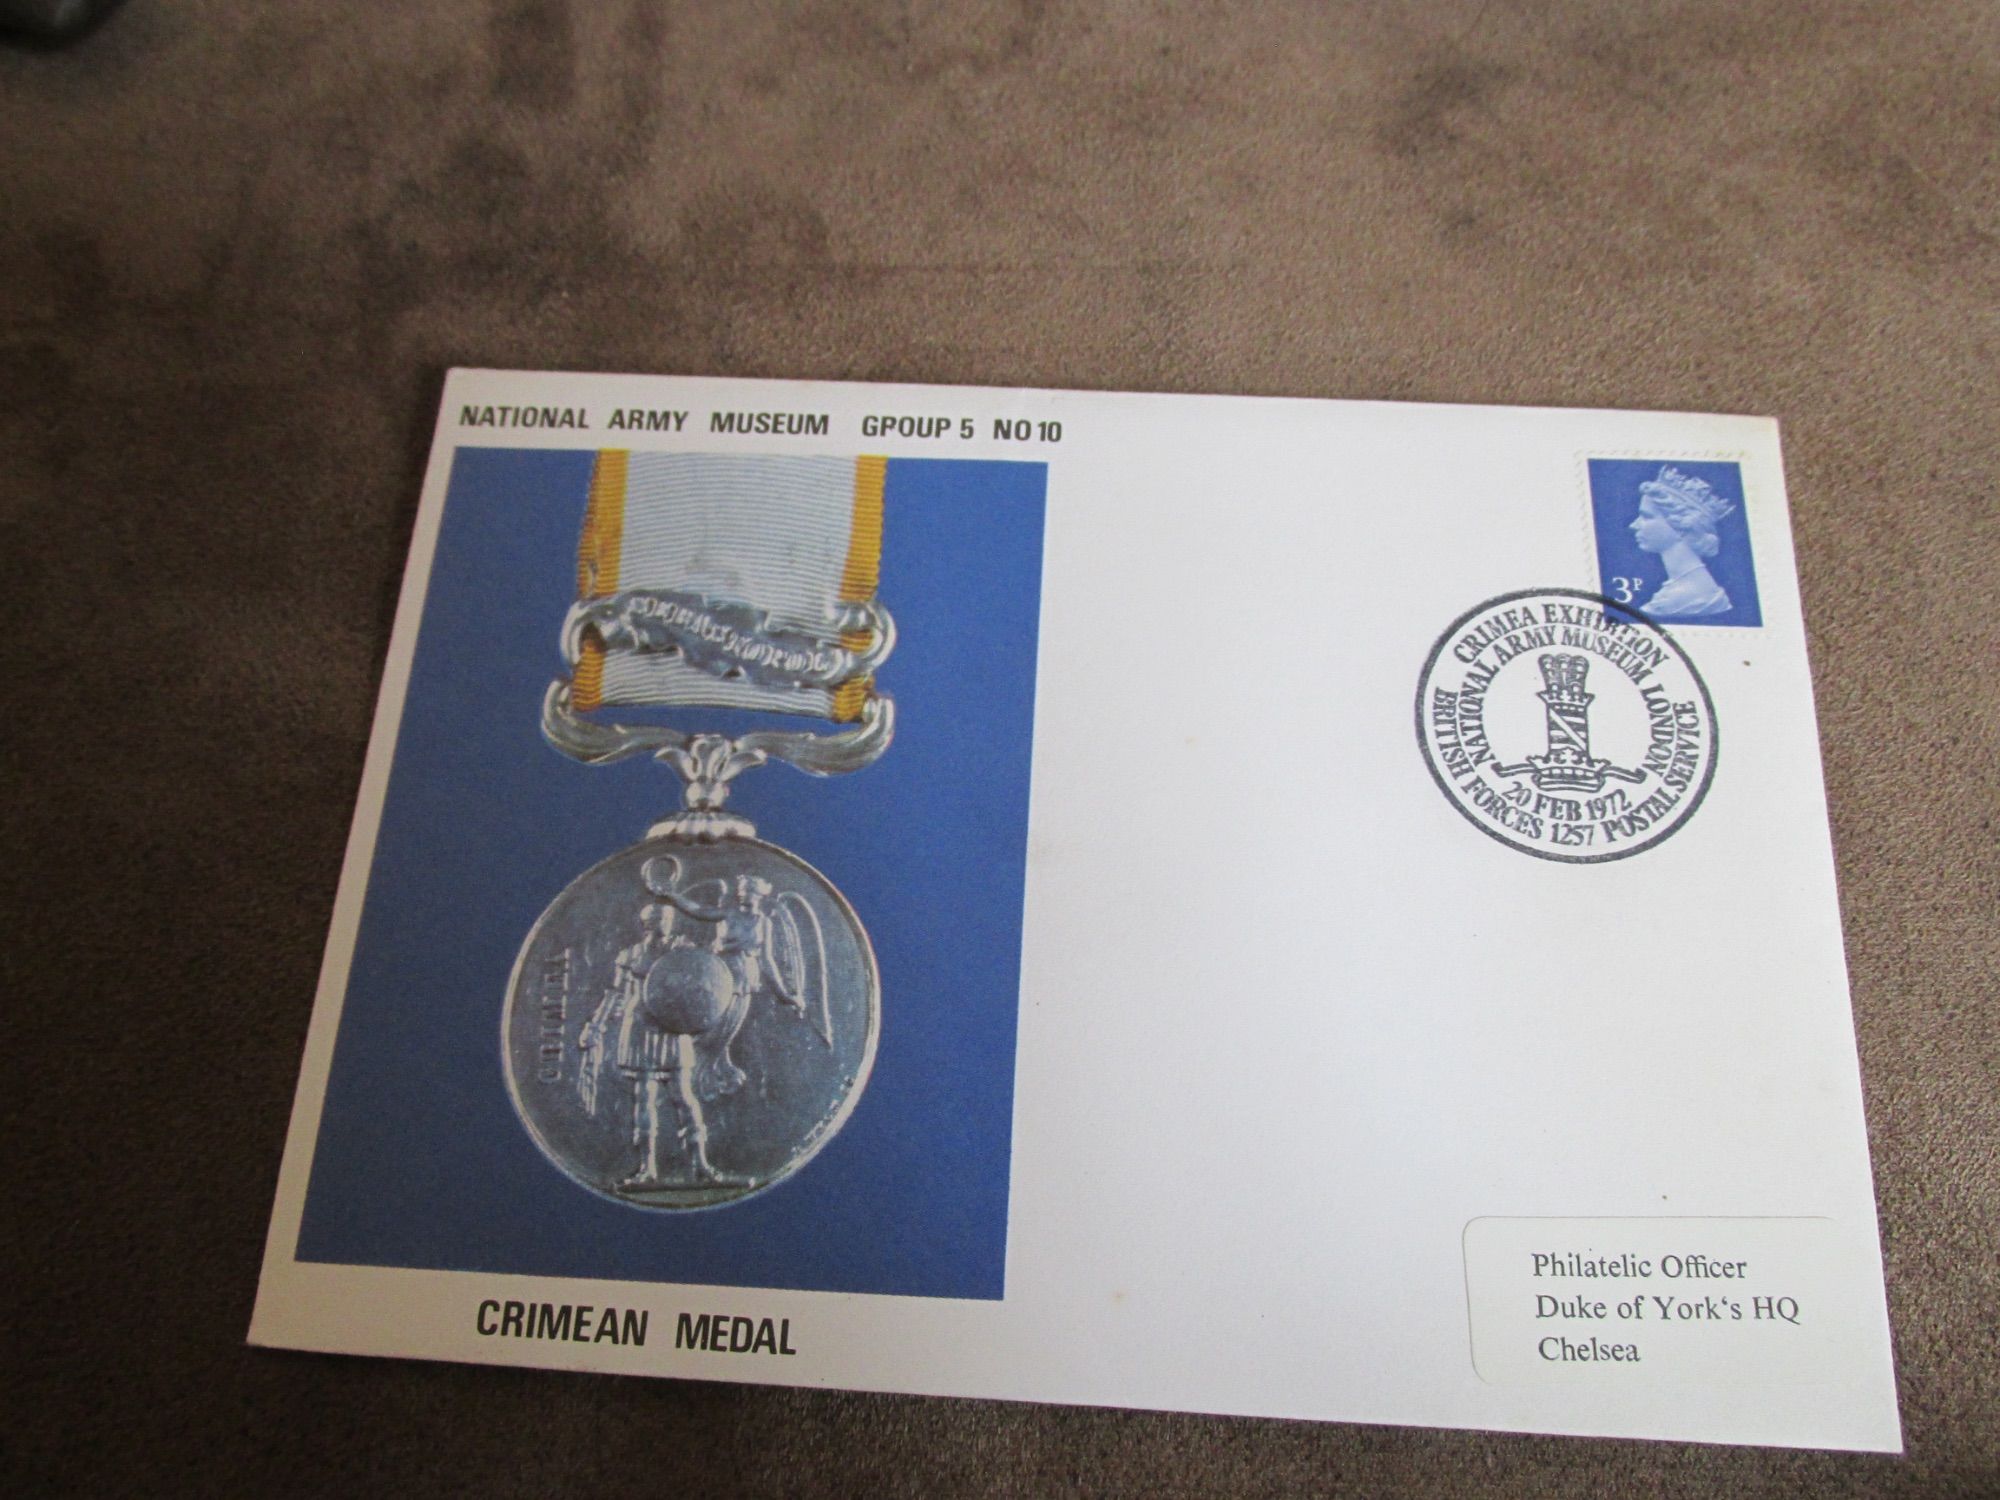 NATIONAL ARMY MUSEUM GPOUP 5 NO 10
3P
CRIMEA EXHIBITION
NATIONAL ARMY MUSEUM LONDON
20 FEB 1972
BRITISH FORCES 1257 POSTAL SERVICE
CRIMEA
Philatelic Officer
Duke of York‘s HQ
Chelsea
CRIMEAN MEDAL